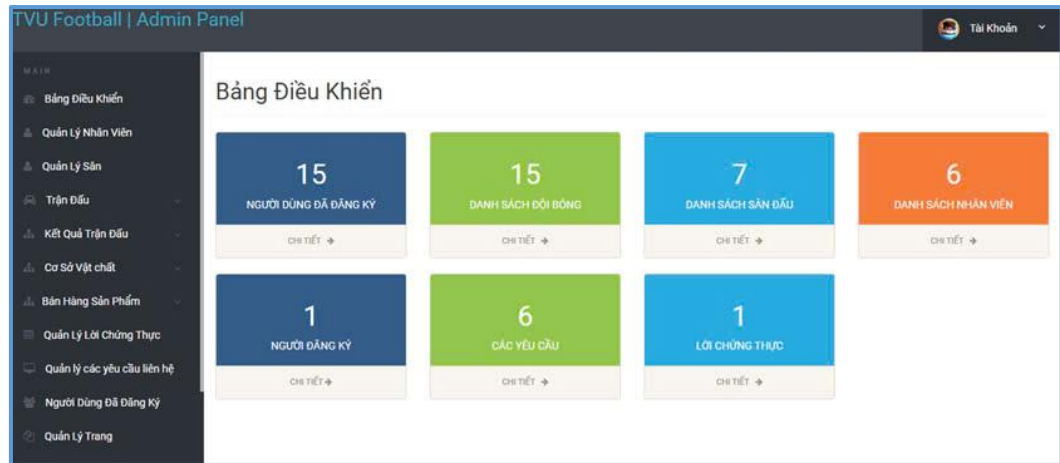 TVU Football | Admin Panel
Tài Khoản
MAIN
Bảng Điều Khiển
Quản Lý Nhân Viên
Quản Lý Sân
Trận Đấu
Kết Quả Trận Đấu
Cơ Sở Vật chất
Bán Hàng Sản Phẩm
Quản Lý Lời Chứng Thực
Quản lý các yêu cầu liên hệ
Người Dùng Đã Đăng Ký
Quản Lý Trang
Bảng Điều Khiển
15
NGƯỜI DÙNG ĐÃ ĐĂNG KÝ
CHI TIẾT →
15
DANH SÁCH ĐỘI BÓNG
CHI TIẾT →
7
DANH SÁCH SÂN ĐẤU
CHI TIẾT →
6
DANH SÁCH NHÂN VIÊN
CHI TIẾT →
1
NGƯỜI ĐĂNG KÝ
CHI TIẾT →
6
CÁC YÊU CẦU
CHI TIẾT →
1
LỜI CHỨNG THỰC
CHI TIẾT →